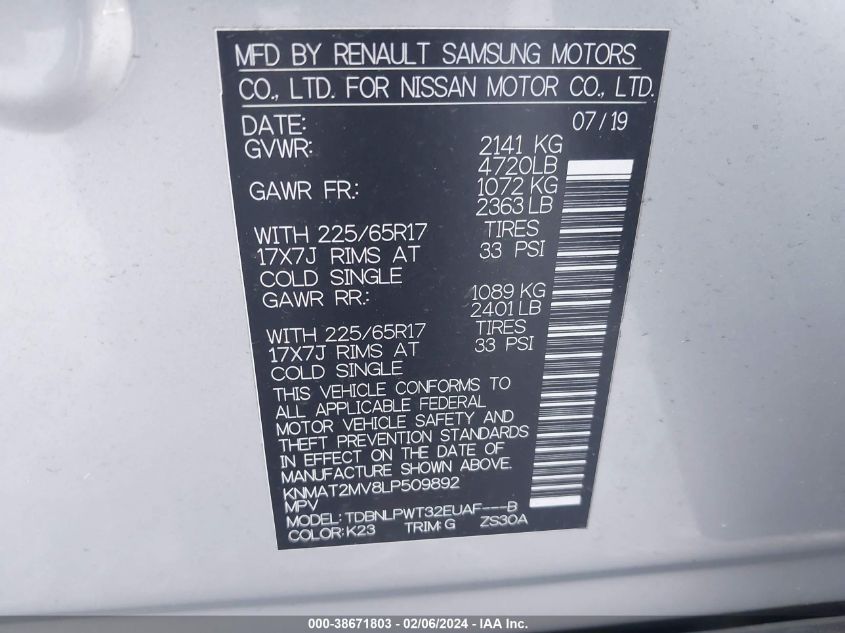 MFD BY RENAULT SAMSUNG MOTORS
CO., LTD. FOR NISSAN MOTOR CO., LTD.
DATE: 07/19
GVWR: 2141 KG
4720LB
GAWR FR.: 1072 KG
2363 LB
WITH 225/65R17 TIRES
17X7J RIMS AT 33 PSI
COLD SINGLE
GAWR RR.: 1089 KG
2401 LB
WITH 225/65R17 TIRES
17X7J RIMS AT 33 PSI
COLD SINGLE
THIS VEHICLE CONFORMS TO
ALL APPLICABLE FEDERAL
MOTOR VEHICLE SAFETY AND
THEFT PREVENTION STANDARDS
IN EFFECT ON THE DATE OF
MANUFACTURE SHOWN ABOVE.
KNMAT2MV8LP509892
MPV
MODEL: TDBNLPWT32EUAF---B
COLOR: K23 TRIM: G ZS30A
000-38671803 - 02/06/2024 - IAA Inc.